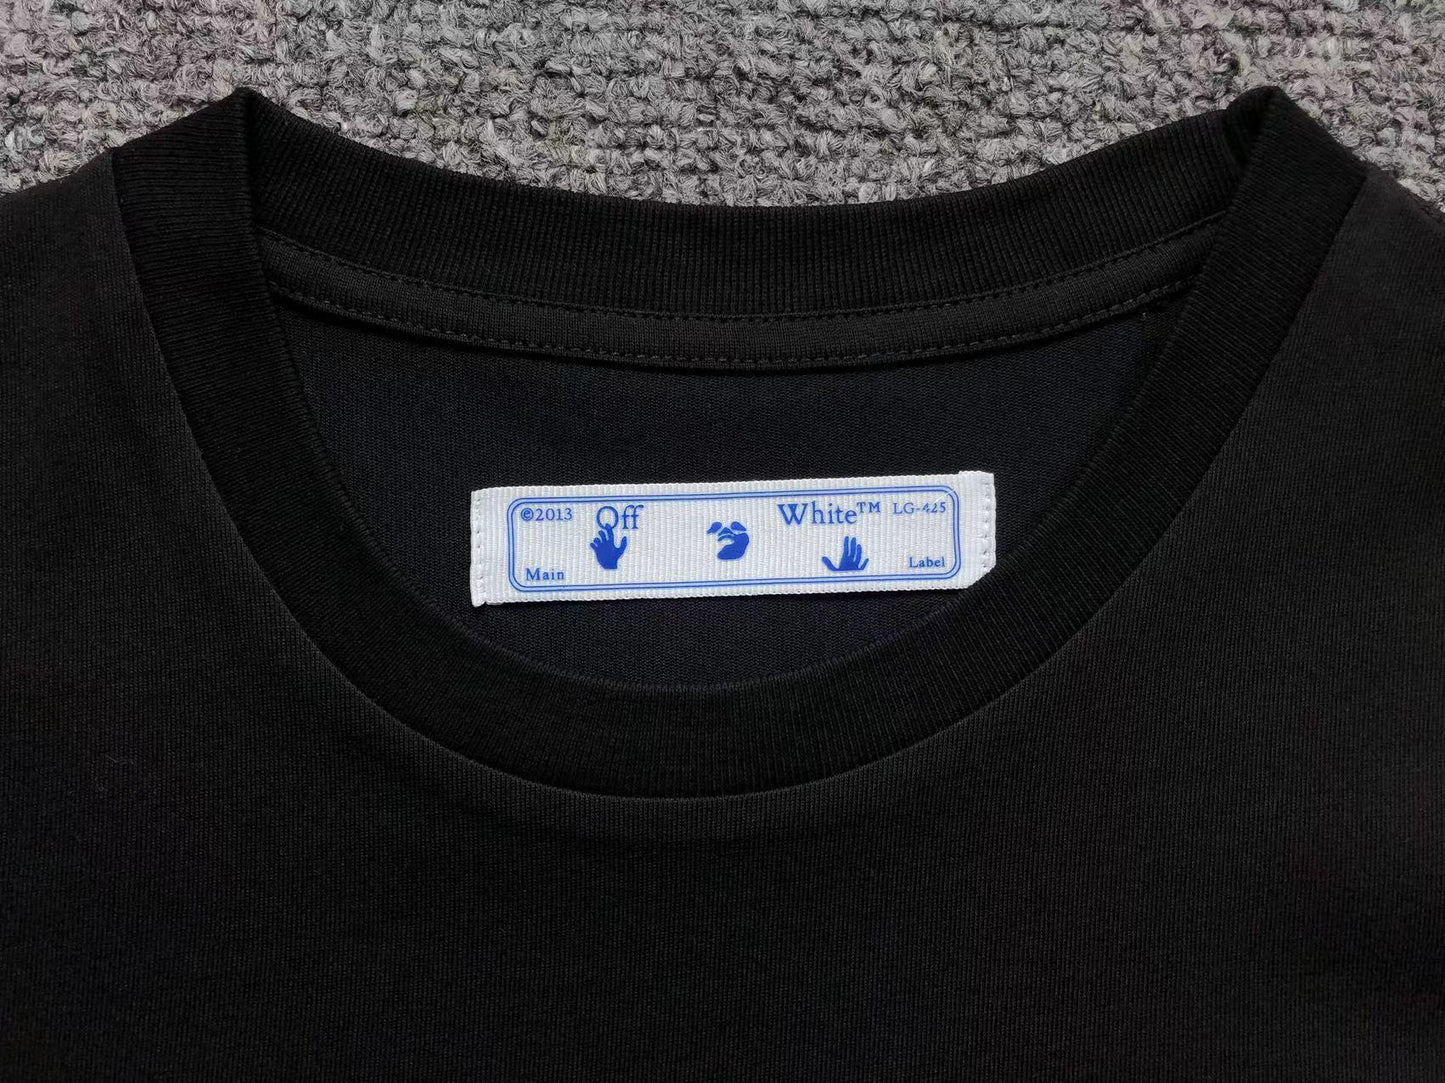 ©2013 Off White™ LG-425
Main Label